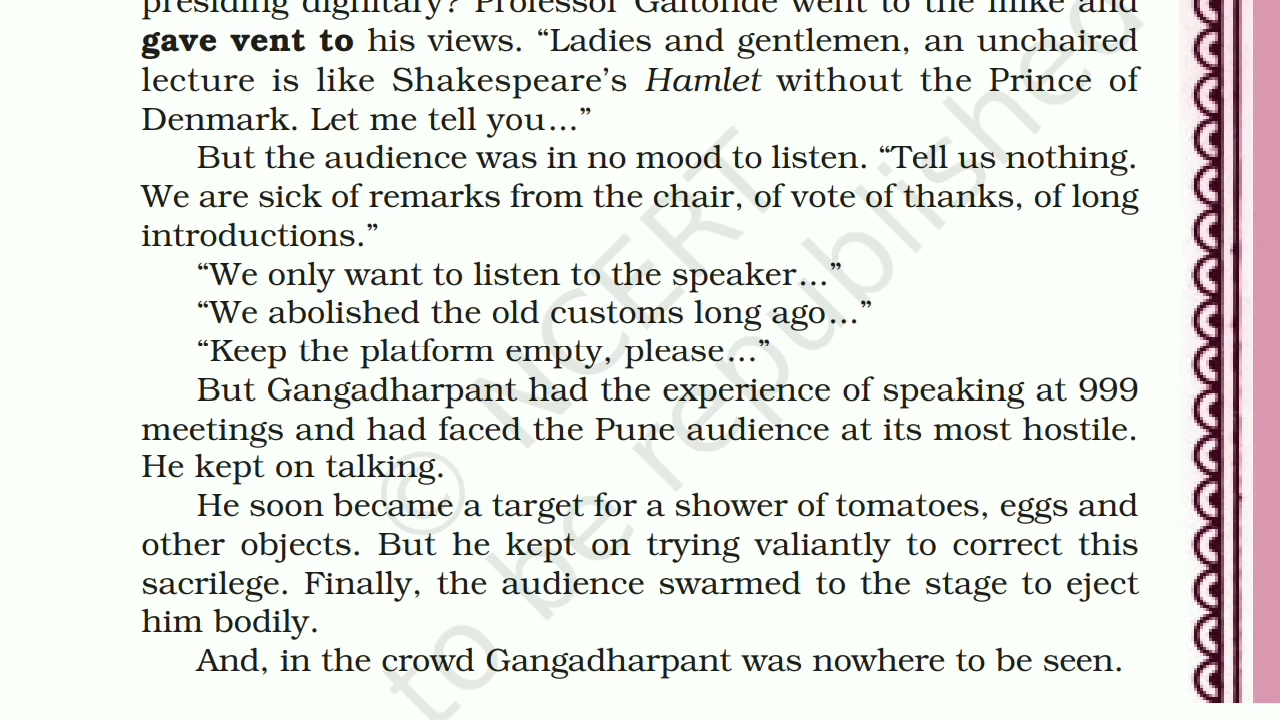 presiding dignitary? Professor Gaitonde went to the mike and
gave vent to his views. “Ladies and gentlemen, an unchaired
lecture is like Shakespeare’s Hamlet without the Prince of
Denmark. Let me tell you...”
But the audience was in no mood to listen. “Tell us nothing.
We are sick of remarks from the chair, of vote of thanks, of long
introductions.”
“We only want to listen to the speaker...”
“We abolished the old customs long ago...”
“Keep the platform empty, please...”
But Gangadharpant had the experience of speaking at 999
meetings and had faced the Pune audience at its most hostile.
He kept on talking.
He soon became a target for a shower of tomatoes, eggs and
other objects. But he kept on trying valiantly to correct this
sacrilege. Finally, the audience swarmed to the stage to eject
him bodily.
And, in the crowd Gangadharpant was nowhere to be seen.
© NCERT
to be republished